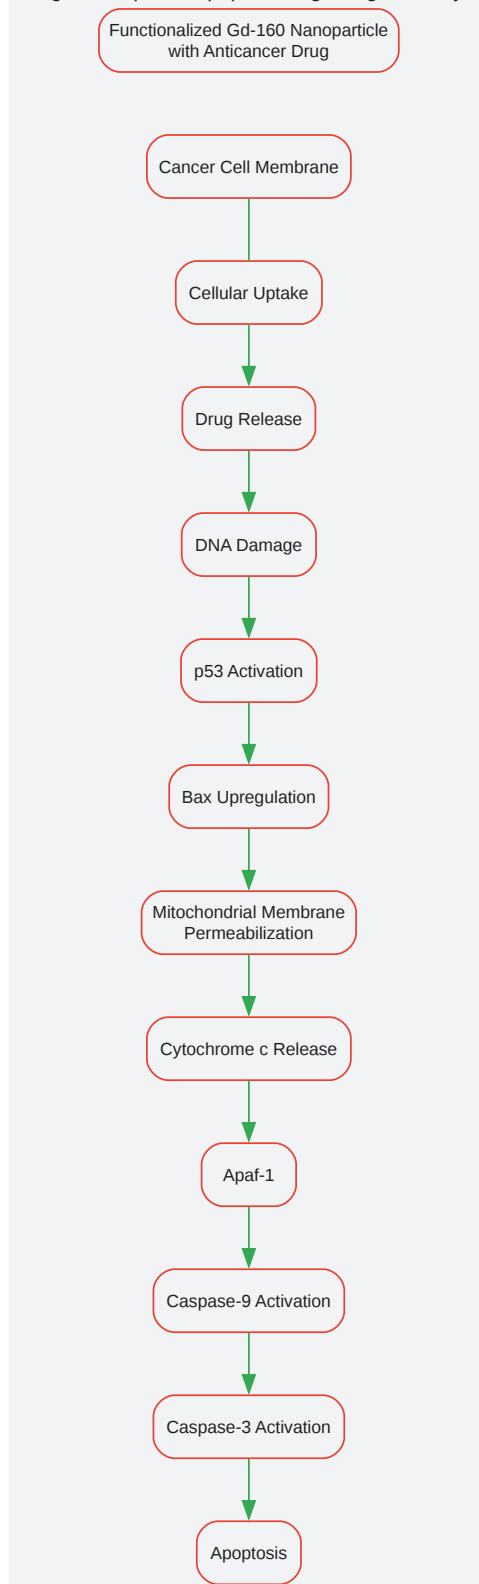 Functionalized Gd-160 Nanoparticle
with Anticancer Drug
Cancer Cell Membrane
Cellular Uptake
Drug Release
DNA Damage
p53 Activation
Bax Upregulation
Mitochondrial Membrane
Permeabilization
Cytochrome c Release
Apaf-1
Caspase-9 Activation
Caspase-3 Activation
Apoptosis